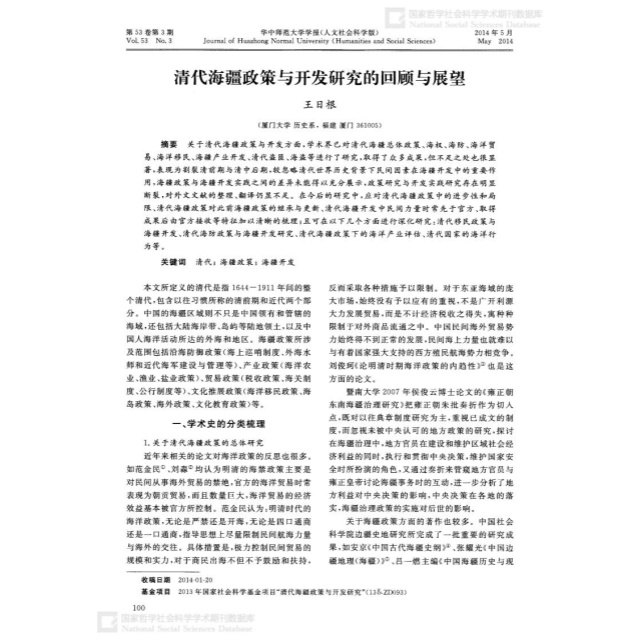 国家哲学社会科学学术期刊数据库
National Social Sciences Database
第 53 卷第 3 期
华中师范大学学报(人文社会科学版)
2014 年 5 月
Vol. 53 No. 3
Journal of Huazhong Normal University (Humanities and Social Sciences)
May 2014
清代海疆政策与开发研究的回顾与展望
王日根
(厦门大学 历史系, 福建 厦门 361005)
摘要 关于清代海疆政策与开发方面,学术界已对清代海疆总体政策、海权、海防、海洋贸
易、海洋移民、海疆产业开发、清代盗匪、海盗等进行了研究,取得了众多成果,但不足之处也很显
著,表现为割裂清前期与清中后期,较忽略清代世界历史背景下民间因素在海疆开发中的重要作
用,海疆政策与海疆开发实践之间的差异未能得以充分展示,政策研究与开发实践研究存在明显
断裂,对外文文献的整理、翻译仍显不足。在今后的研究中,应对清代海疆政策中的进步性和局
限、清代海疆政策对此前海疆政策的继承与更新、清代海疆开发中民间力量时常先于官方、取得
成果后由官方接收等特征加以清晰的梳理;且可在以下几个方面进行深化研究:清代移民政策与
海疆开发、清代海防政策与海疆开发研究、清代海疆政策下的海洋产业评估、清代国家的海洋行
为等。
关键词 清代;海疆政策;海疆开发
本文所定义的清代是指 1644—1911 年间的整
个清代,包含以往习惯所称的清前期和近代两个部
分。中国的海疆区域则不只是中国领有和管辖的
海域,还包括大陆海岸带、岛屿等陆地领土,以及中
国人海洋活动所达的外海和地区。海疆政策所涉
及范围包括沿海防御政策(海上巡哨制度、外海水
师和近代海军建设与管理等)、产业政策(海洋农
业、渔业、盐业政策)、贸易政策(税收政策、海关制
度、公行制度等)、文化推展政策(海洋移民政策、海
岛政策、海外政策、文化教育政策)等。
一、学术史的分类梳理
1. 关于清代海疆政策的总体研究
近年来相关的论文对海洋政策的反思也很多。
如范金民①、刘淼②均认为明清的海禁政策主要是
对民间从事海外贸易的禁绝,官方的海洋贸易时常
表现为朝贡贸易,而且数量巨大,海洋贸易的经济
效益基本被官方所控制。范金民认为,明清时代的
海洋政策,无论是严禁还是开海,无论是四口通商
还是一口通商,指导思想上尽量限制民间航海力量
与海外的交往。具体措置是,极力控制民间贸易的
规模和实力,对于商民出海不但不予鼓励和扶持,
反而采取各种措施予以限制。对于东亚海域的庞
大市场,始终没有予以应有的重视,不是广开利源
大力发展贸易,而是不计经济税收之得失,寓种种
限制于对外商品流通之中。中国民间海外贸易势
力始终得不到正常的发展,民间海上力量也就难以
与有着国家强大支持的西方殖民航海势力相竞争。
刘俊珂《论明清时期海洋政策的内趋性》③也是这
方面的论文。
暨南大学 2007 年侯俊云博士论文的《雍正朝
东南海疆治理研究》把雍正朝朱批奏折作为切入
点,既对以往典章制度研究为主,重视已成文的制
度,而忽视未被中央认可的地方政策的研究,探讨
在海疆治理中,地方官员在建设和维护区域社会经
济利益的同时,执行和贯彻中央决策、维护国家安
全时所扮演的角色,又通过奏折来管窥地方官员与
雍正皇帝讨论海疆事务时的互动,进一步分析了地
方利益对中央决策的影响,中央决策在各地的落
实,海疆治理政策的实施对后世的影响。
关于海疆政策方面的著作也较多。中国社会
科学院边疆史地研究所完成了一批重要的研究成
果,如安京《中国古代海疆史纲》④、张耀光《中国边
疆地理(海疆)》⑤、吕一燃主编《中国海疆历史与现
收稿日期 2014-01-20
基金项目 2013 年国家社会科学基金项目“清代海疆政策与开发研究”(13&ZD093)
100
国家哲学社会科学学术期刊数据库
National Social Sciences Database